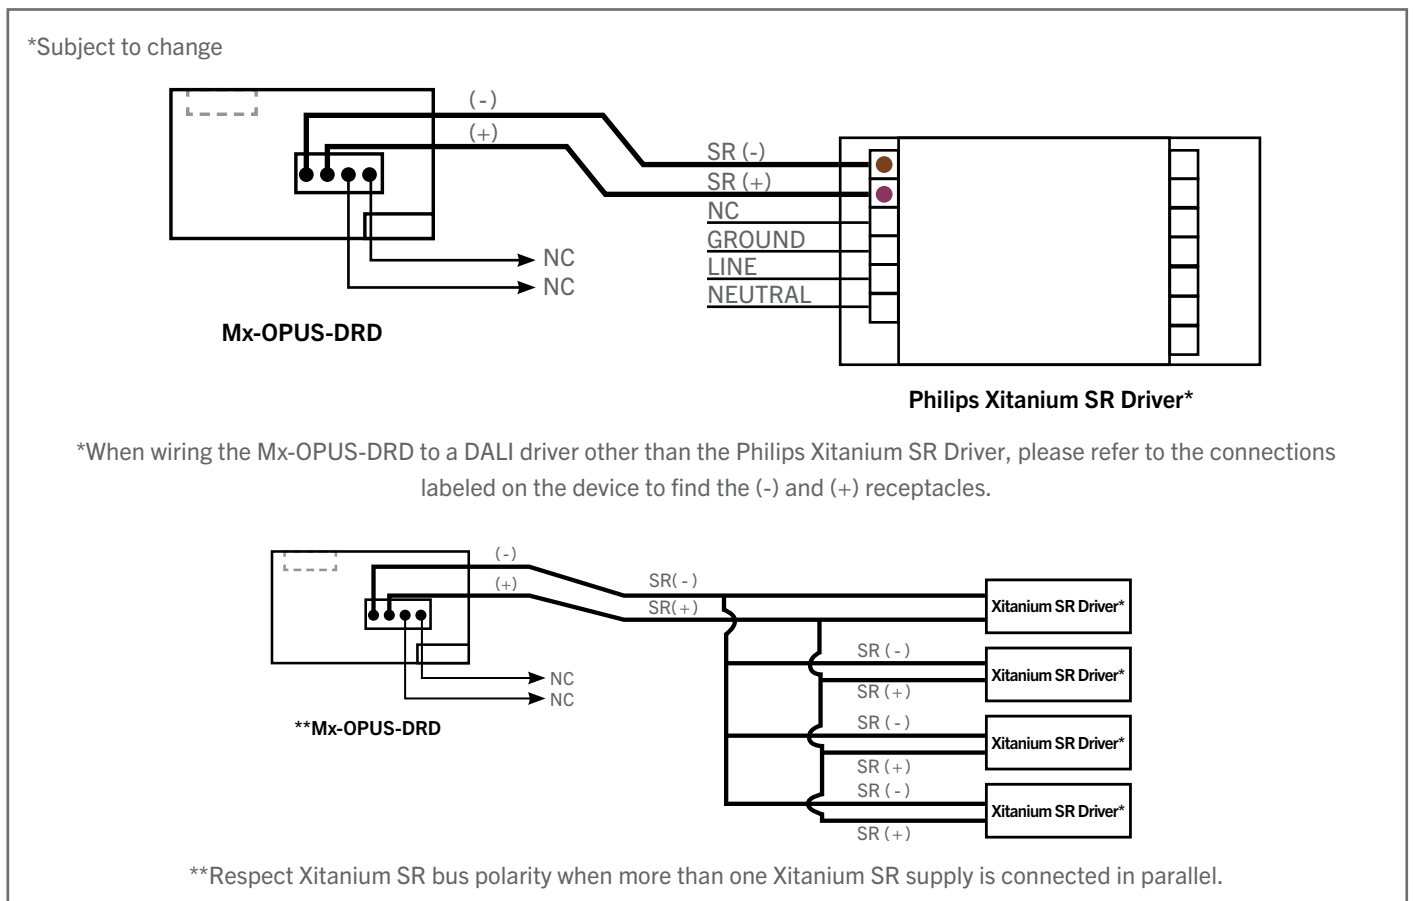 *Subject to change
(-)
(+)
SR (-)
SR (+)
NC
GROUND
LINE
NEUTRAL
NC
NC
Mx-OPUS-DRD
Philips Xitanium SR Driver*
*When wiring the Mx-OPUS-DRD to a DALI driver other than the Philips Xitanium SR Driver, please refer to the connections
labeled on the device to find the (-) and (+) receptacles.
(-)
(+)
SR( - )
SR(+)
Xitanium SR Driver*
SR ( - )
Xitanium SR Driver*
SR (+)
NC
NC
**Mx-OPUS-DRD
SR ( - )
Xitanium SR Driver*
SR (+)
SR ( - )
Xitanium SR Driver*
SR (+)
**Respect Xitanium SR bus polarity when more than one Xitanium SR supply is connected in parallel.